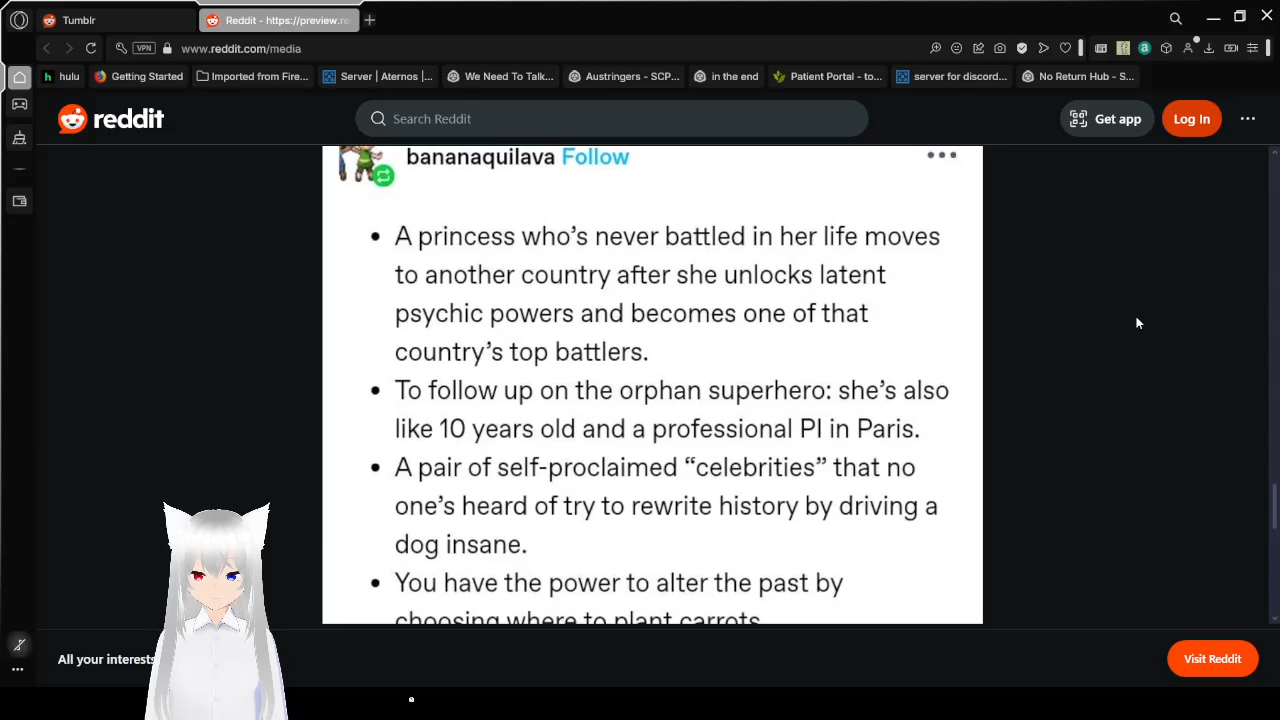 Tumblr
Reddit - https://preview.re
VPN
www.reddit.com/media
hulu
Getting Started
Imported from Fire...
Server | Aternos |...
We Need To Talk...
Austringers - SCP...
in the end
Patient Portal - to...
server for discord...
No Return Hub - S...
reddit
Search Reddit
Get app
Log In
bananaquilava Follow
• A princess who's never battled in her life moves
to another country after she unlocks latent
psychic powers and becomes one of that
country's top battlers.
• To follow up on the orphan superhero: she's also
like 10 years old and a professional PI in Paris.
• A pair of self-proclaimed “celebrities” that no
one's heard of try to rewrite history by driving a
dog insane.
• You have the power to alter the past by
choosing where to plant carrots
All your interests
Visit Reddit